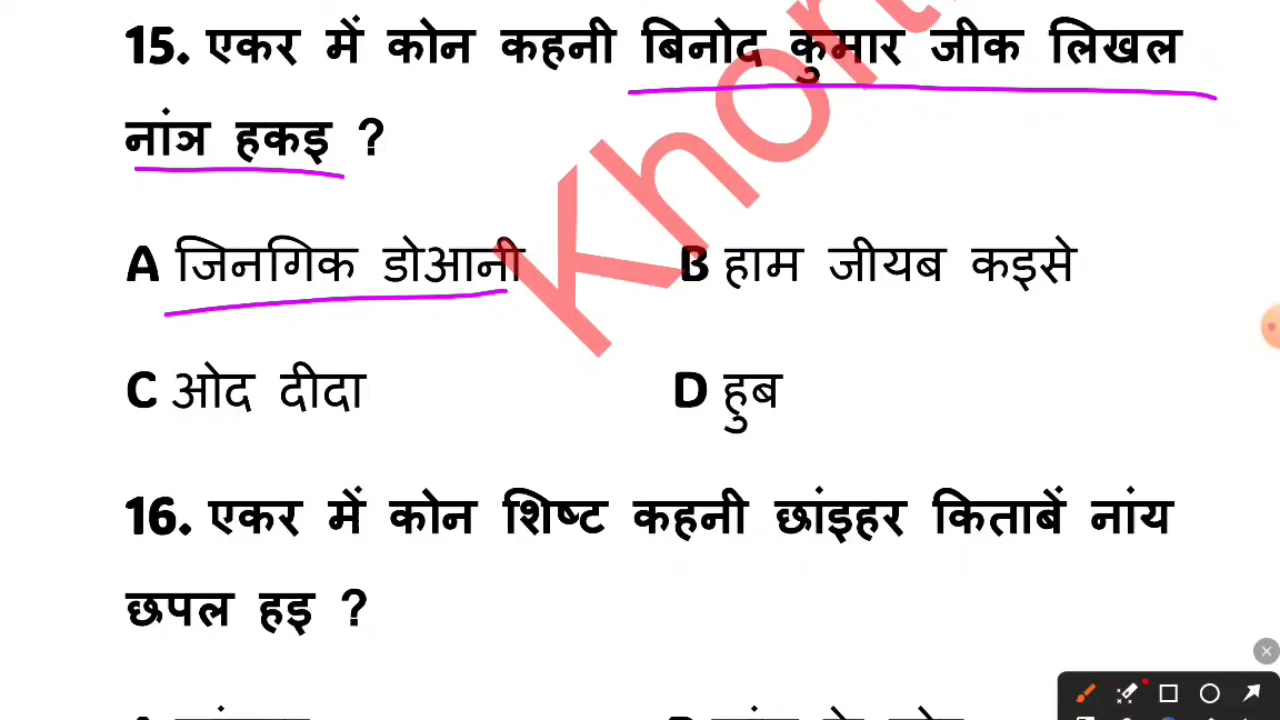 15. एकर में कोन कहनी बिनोद कुमार जीक लिखल
नांञ हकइ ?
A जिनगिक डोआनी B हाम जीयब कइसे
C ओद दीदा D हुब
16. एकर में कोन शिष्ट कहनी छांइहर किताबें नांय
छपल हइ ?